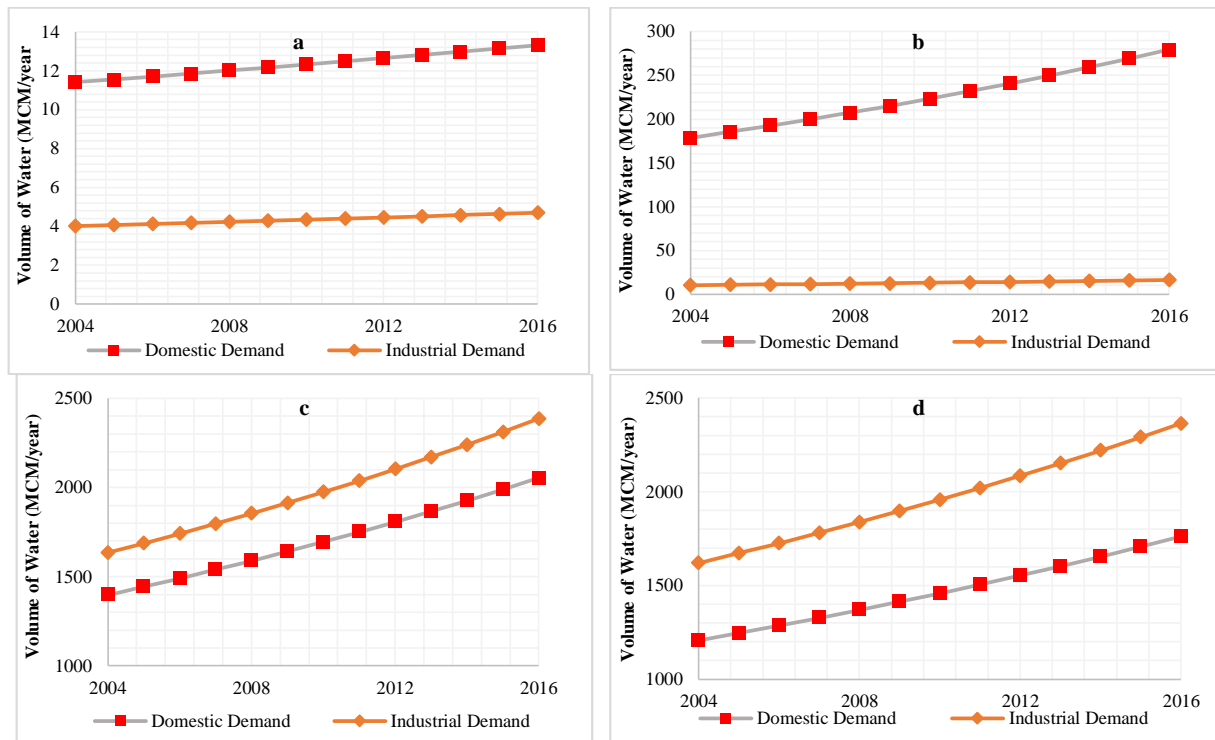 a
Volume of Water (MCM/year
14
12
10
8
6
4
2
0
2004 2008 2012 2016
Domestic Demand Industrial Demand
b
Volume of Water (MCM/year)
300
250
200
150
100
50
0
2004 2008 2012 2016
Domestic Demand Industrial Demand
c
Volume of Water (MCM/year)
2500
2000
1500
1000
2004 2008 2012 2016
Domestic Demand Industrial Demand
d
Volume of Water (MCM/year)
2500
2000
1500
1000
2004 2008 2012 2016
Domestic Demand Industrial Demand